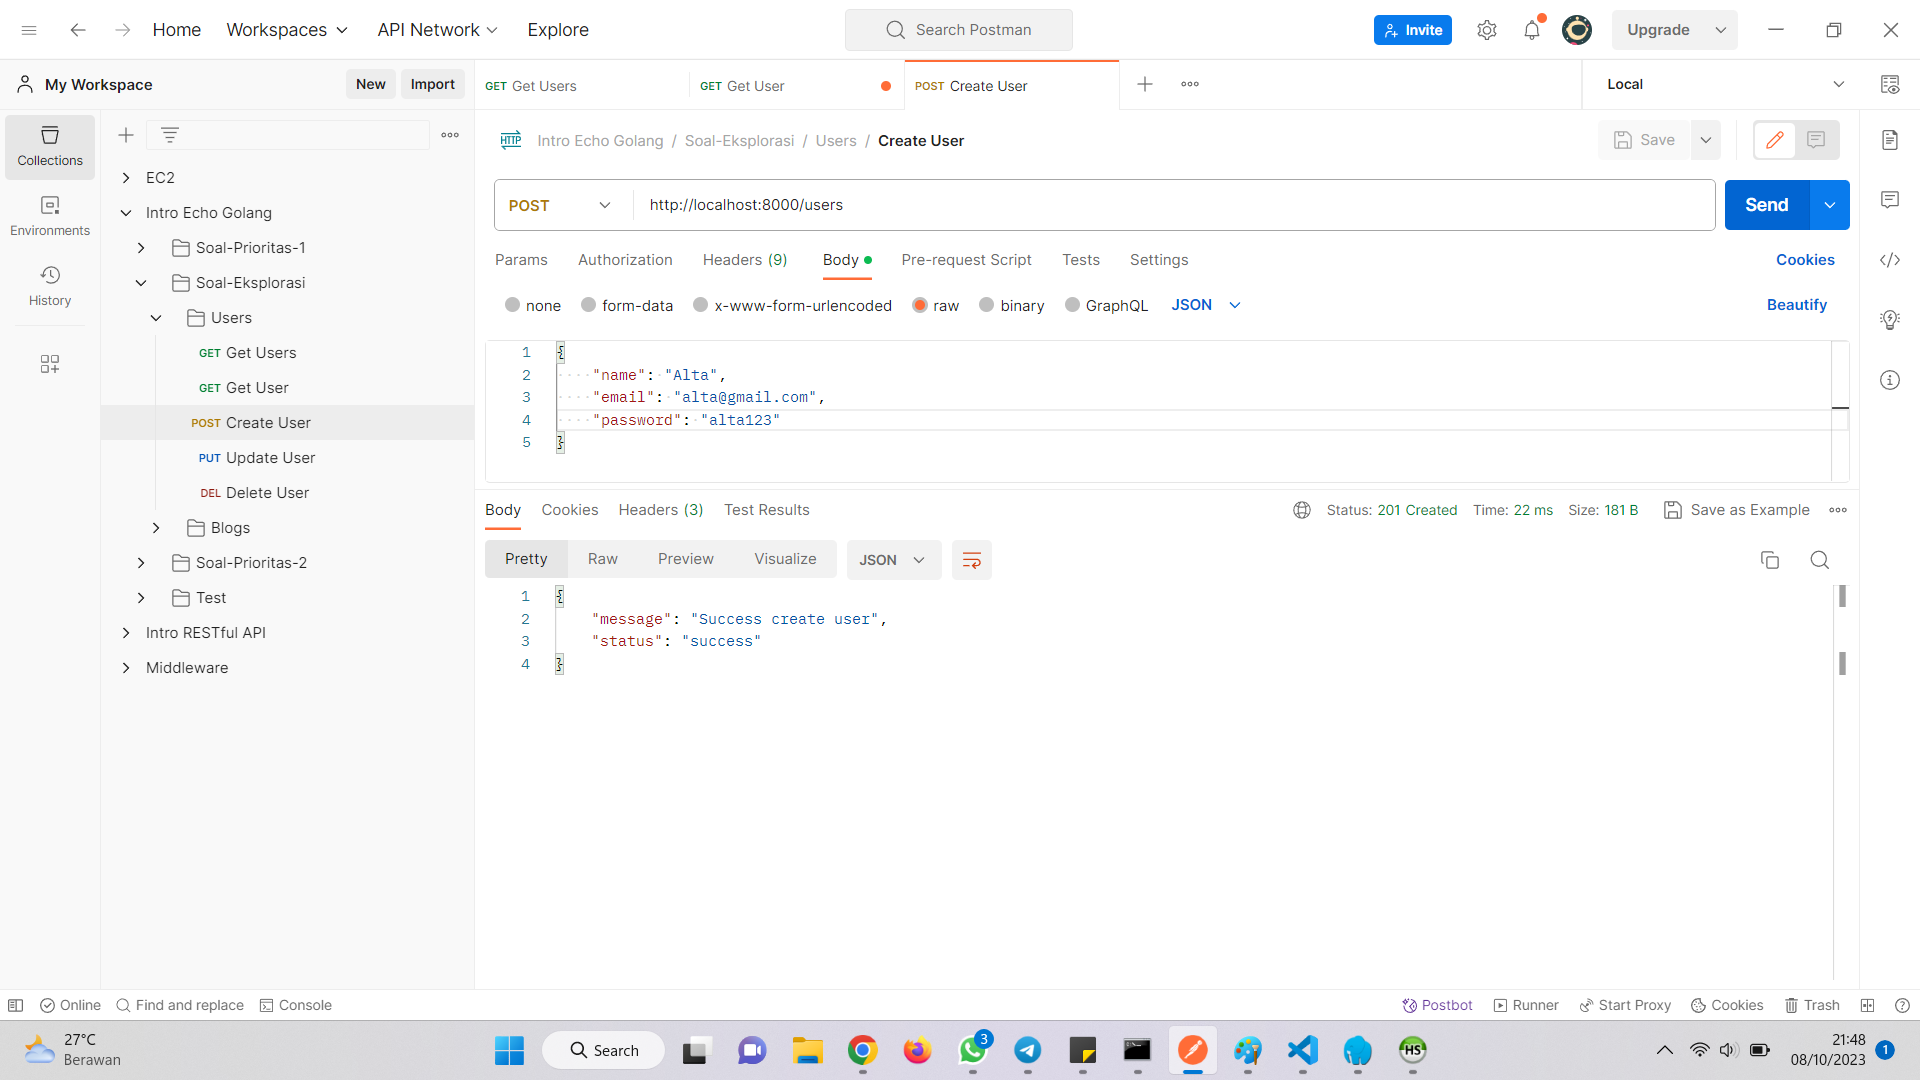 Home Workspaces API Network Explore Search Postman Invite Upgrade
My Workspace New Import
GET Get Users GET Get User POST Create User Local
Collections
Environments
History
EC2
Intro Echo Golang
Soal-Prioritas-1
Soal-Eksplorasi
Users
GET Get Users
GET Get User
POST Create User
PUT Update User
DEL Delete User
Blogs
Soal-Prioritas-2
Test
Intro RESTful API
Middleware
HTTP Intro Echo Golang / Soal-Eksplorasi / Users / Create User Save
POST http://localhost:8000/users Send
Params Authorization Headers (9) Body Pre-request Script Tests Settings Cookies
none form-data x-www-form-urlencoded raw binary GraphQL JSON Beautify
1 {
2 "name": "Alta",
3 "email": "alta@gmail.com",
4 "password": "alta123"
5 }
Body Cookies Headers (3) Test Results Status: 201 Created Time: 22 ms Size: 181 B Save as Example
Pretty Raw Preview Visualize JSON
1 {
2 "message": "Success create user",
3 "status": "success"
4 }
Online Find and replace Console Postbot Runner Start Proxy Cookies Trash
27°C
Berawan
Search
3
HS
21:48
08/10/2023
1